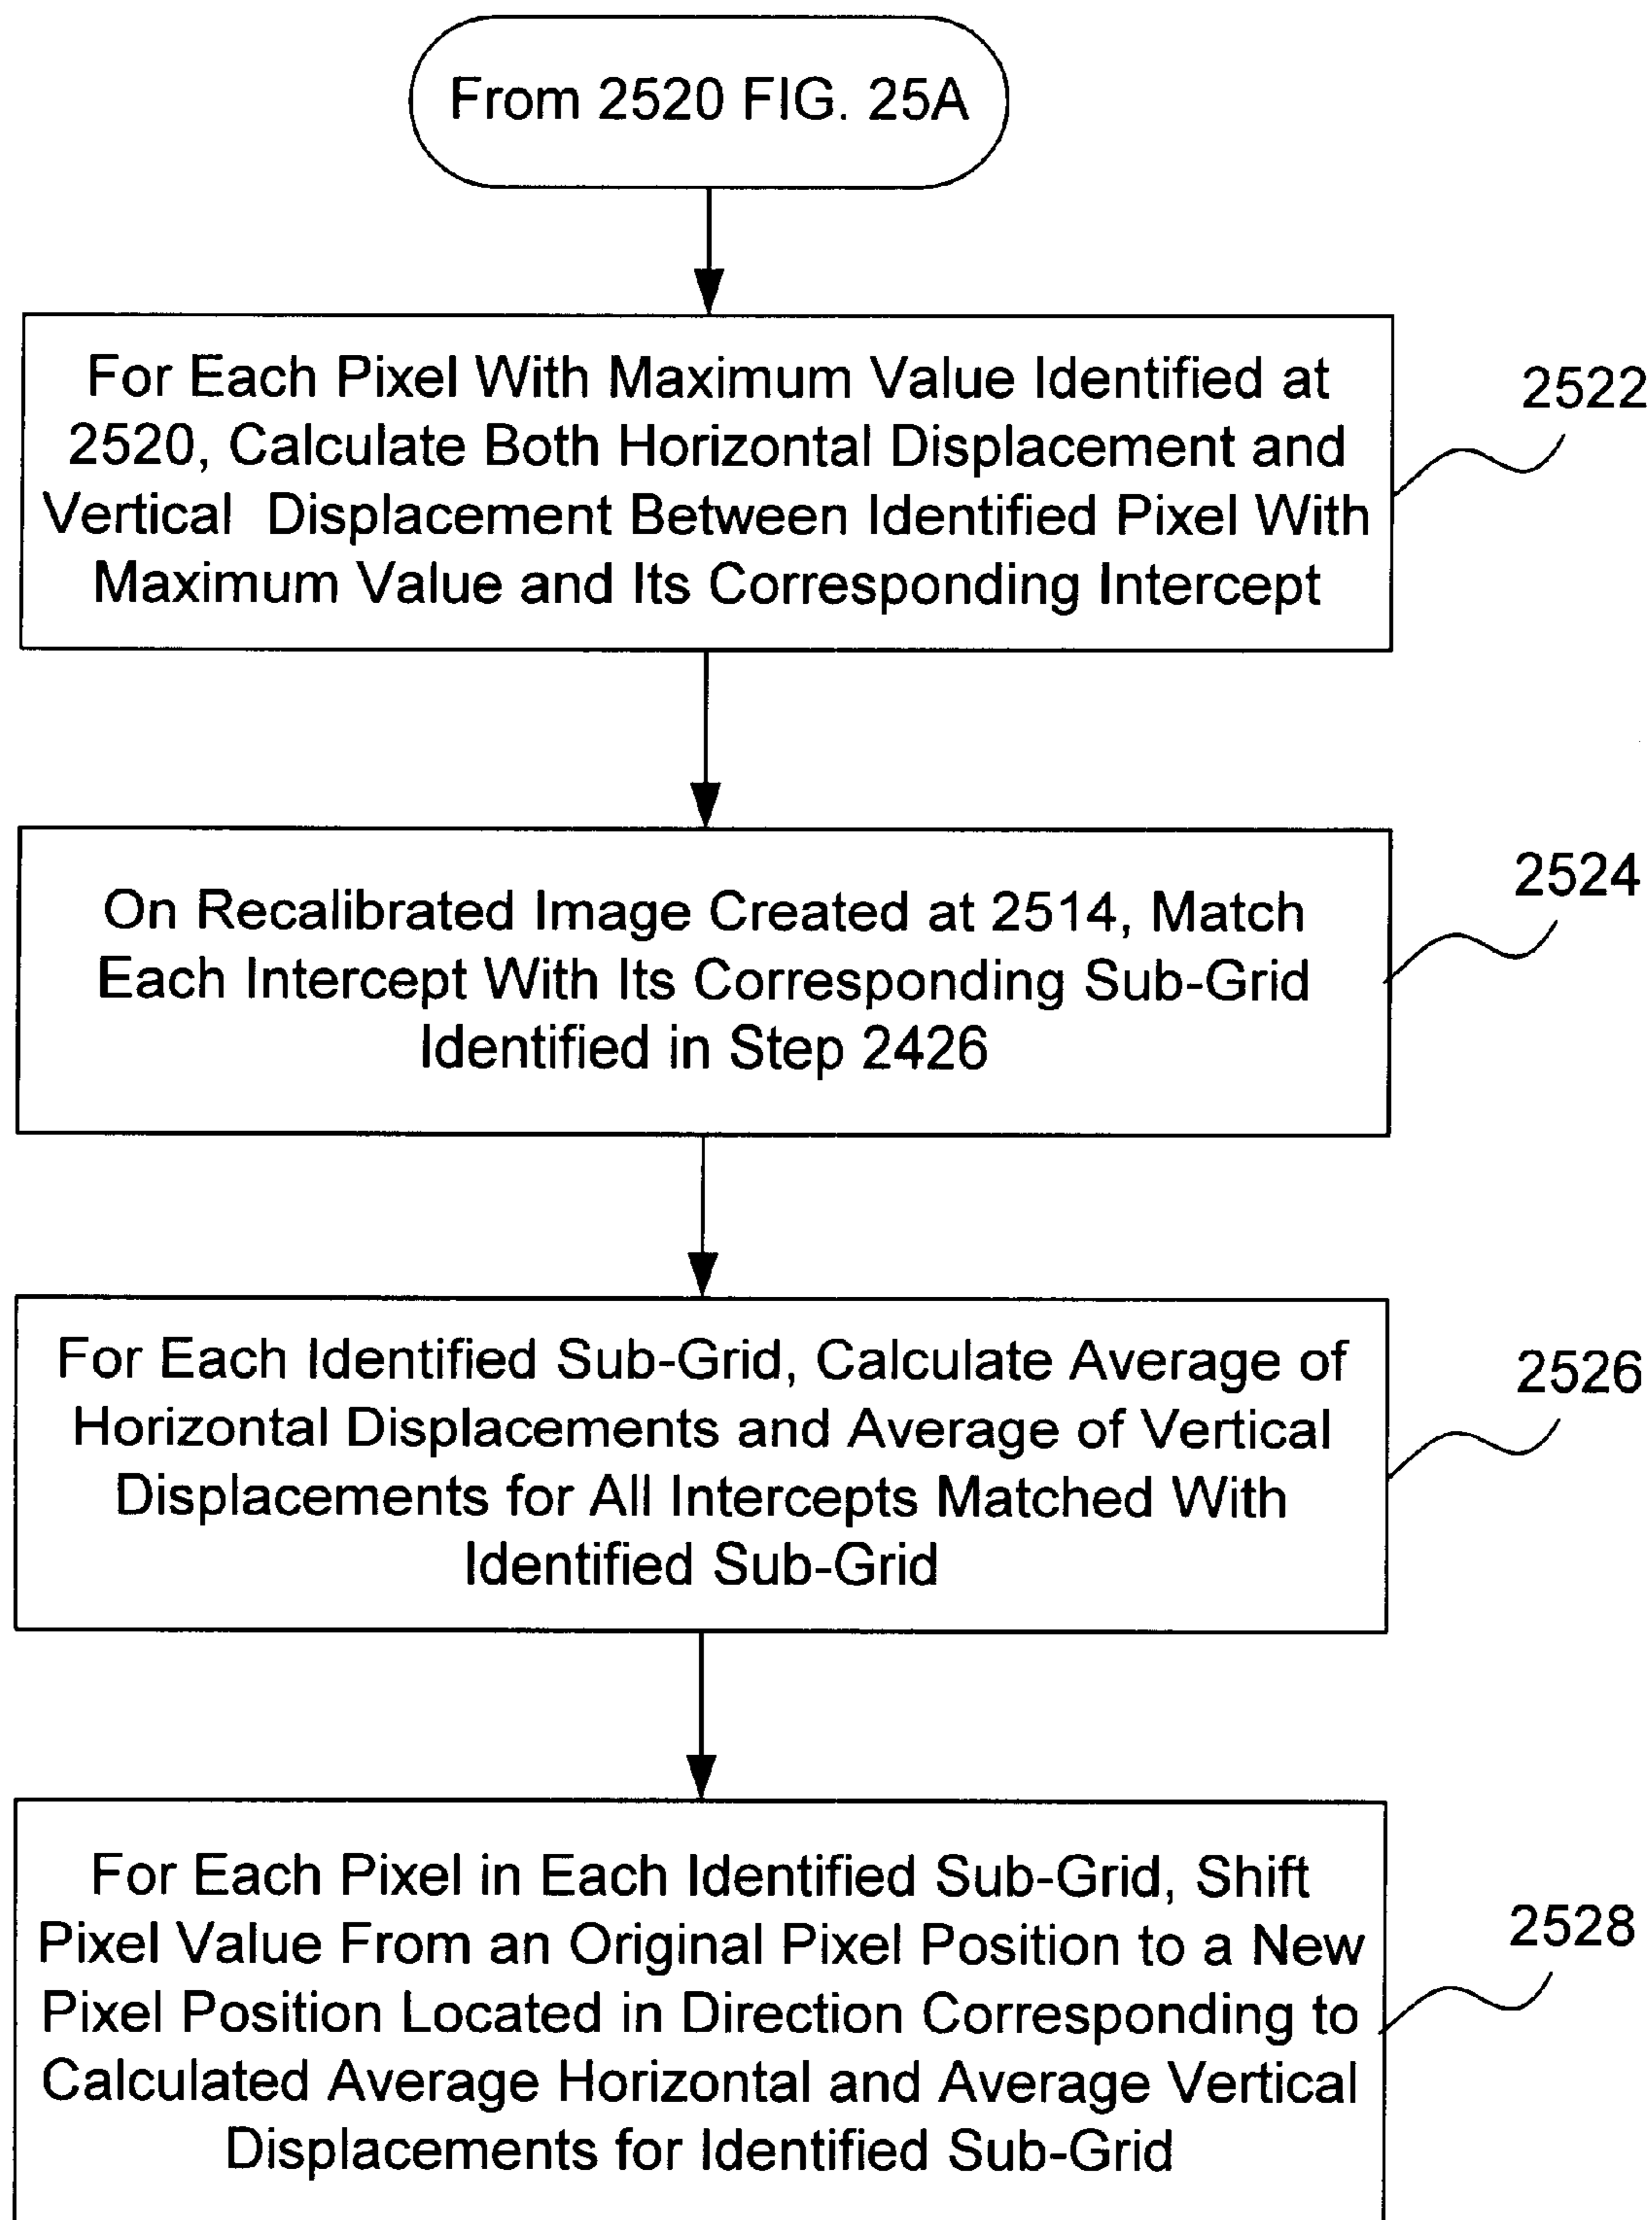 From 2520 FIG. 25A
For Each Pixel With Maximum Value Identified at
2520, Calculate Both Horizontal Displacement and
Vertical Displacement Between Identified Pixel With
Maximum Value and Its Corresponding Intercept
2522
On Recalibrated Image Created at 2514, Match
Each Intercept With Its Corresponding Sub-Grid
Identified in Step 2426
2524
For Each Identified Sub-Grid, Calculate Average of
Horizontal Displacements and Average of Vertical
Displacements for All Intercepts Matched With
Identified Sub-Grid
2526
For Each Pixel in Each Identified Sub-Grid, Shift
Pixel Value From an Original Pixel Position to a New
Pixel Position Located in Direction Corresponding to
Calculated Average Horizontal and Average Vertical
Displacements for Identified Sub-Grid
2528